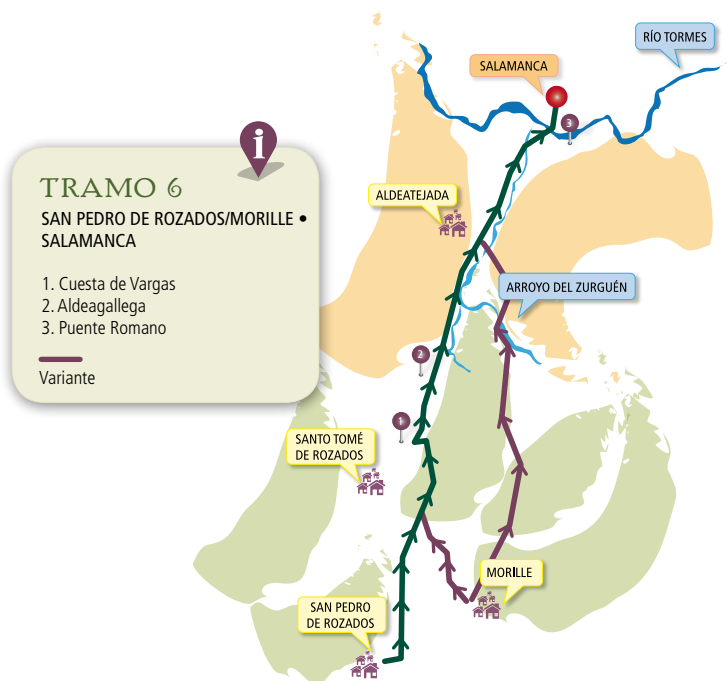 i
TRAMO 6
SAN PEDRO DE ROZADOS/MORILLE •
SALAMANCA
1. Cuesta de Vargas
2. Aldeagallega
3. Puente Romano
Variante
RÍO TORMES
SALAMANCA
3
ALDEATEJADA
ARROYO DEL ZURGUÉN
2
1
SANTO TOMÉ
DE ROZADOS
MORILLE
SAN PEDRO
DE ROZADOS